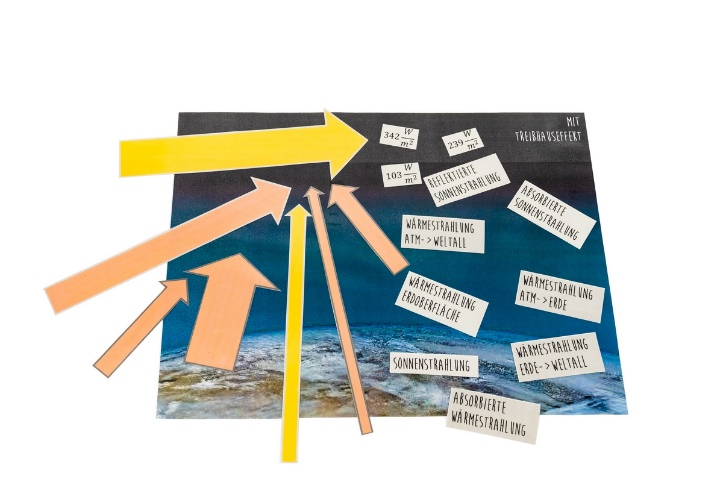 MIT
TREIBHAUSEFFEKT
342 W/m²
239 W/m²
103 W/m²
REFLEKTIERTE
SONNENSTRAHLUNG
ABSORBIERTE
SONNENSTRAHLUNG
WÄRMESTRAHLUNG
ATM-> WELTALL
WÄRMESTRAHLUNG
ERDOBERFLÄCHE
WÄRMESTRAHLUNG
ATM-> ERDE
SONNENSTRAHLUNG
WÄRMESTRAHLUNG
ERDE-> WELTALL
ABSORBIERTE
WÄRMESTRAHLUNG